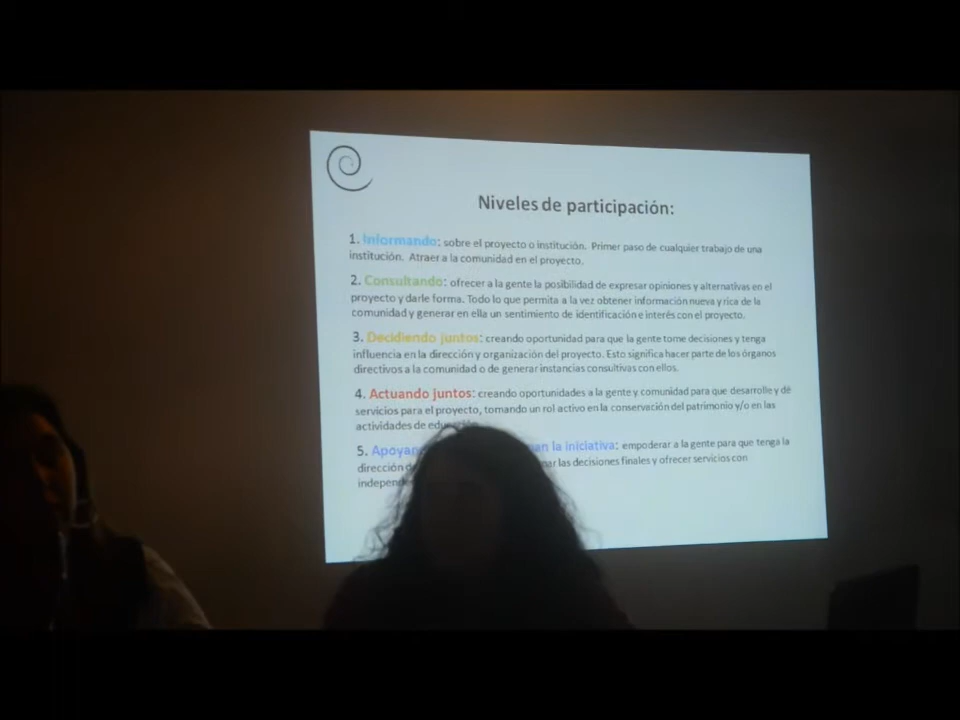 Niveles de participación:
1. Informando: sobre el proyecto o institución. Primer paso de cualquier trabajo de una
institución. Atraer a la comunidad en el proyecto.
2. Consultando: ofrecer a la gente la posibilidad de expresar opiniones y alternativas en el
proyecto y darle forma. Todo lo que permita a la vez obtener información nueva y rica de la
comunidad y generar en ella un sentimiento de identificación e interés con el proyecto.
3. Decidiendo juntos: creando oportunidad para que la gente tome decisiones y tenga
influencia en la dirección y organización del proyecto. Esto significa hacer parte de los órganos
directivos a la comunidad o de generar instancias consultivas con ellos.
4. Actuando juntos: creando oportunidades a la gente y comunidad para que desarrolle y dé
servicios para el proyecto, tomando un rol activo en la conservación del patrimonio y/o en las
actividades de educación
5. la iniciativa: empoderar a la gente para que tenga la
dirección las decisiones finales y ofrecer servicios con